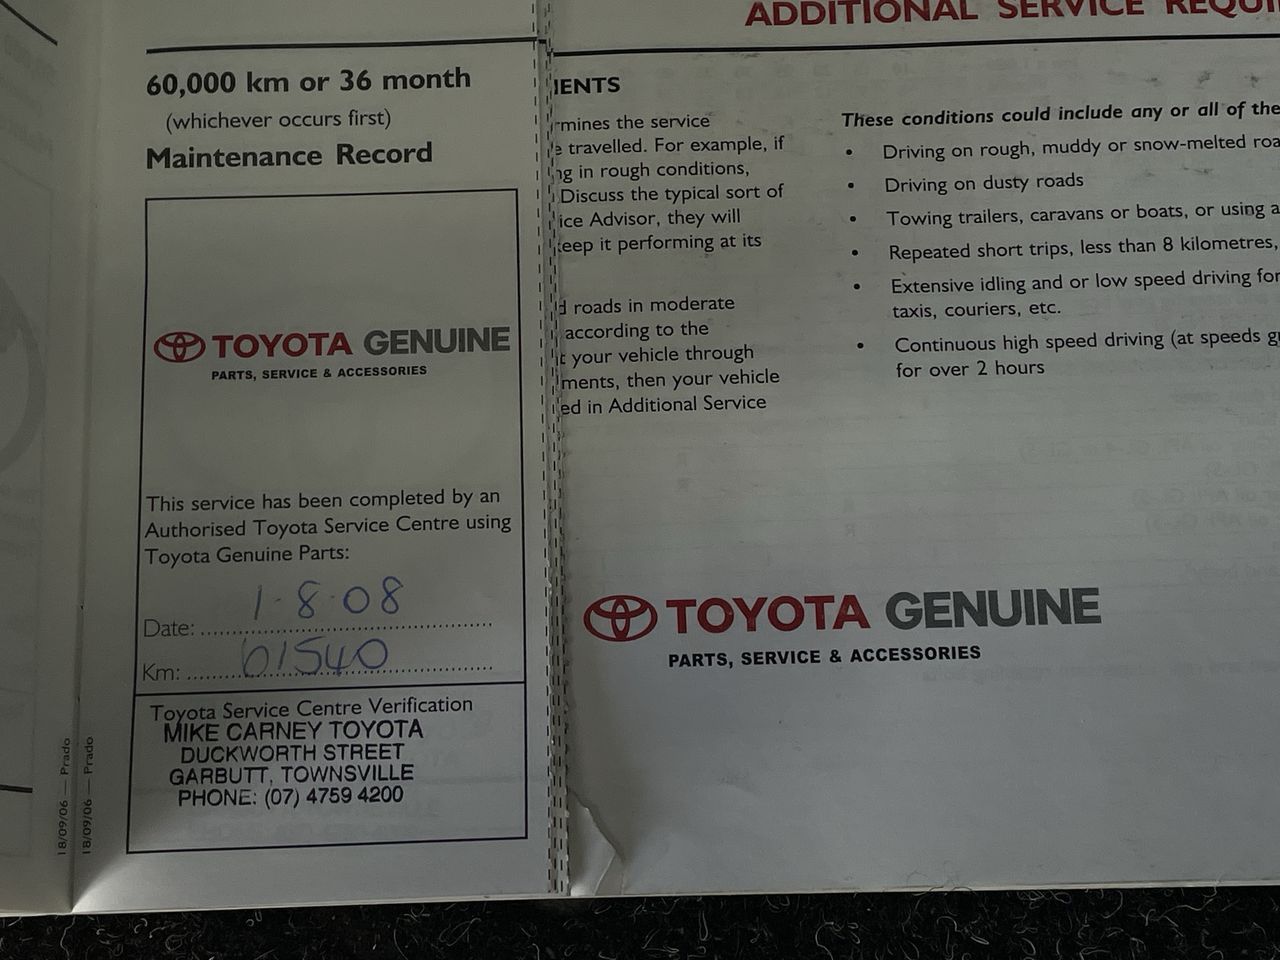 60,000 km or 36 month
(whichever occurs first)
Maintenance Record
TOYOTA GENUINE
PARTS, SERVICE & ACCESSORIES
This service has been completed by an
Authorised Toyota Service Centre using
Toyota Genuine Parts:
Date: 1-8-08
Km: 61540
Toyota Service Centre Verification
MIKE CARNEY TOYOTA
DUCKWORTH STREET
GARBUTT, TOWNSVILLE
PHONE: (07) 4759 4200
18/09/06 — Prado
18/09/06 — Prado
ADDITIONAL SERVICE REQUI
IENTS
rmines the service
e travelled. For example, if
ng in rough conditions,
Discuss the typical sort of
ice Advisor, they will
keep it performing at its
d roads in moderate
according to the
t your vehicle through
ments, then your vehicle
ed in Additional Service
These conditions could include any or all of the
• Driving on rough, muddy or snow-melted roa
• Driving on dusty roads
• Towing trailers, caravans or boats, or using a
• Repeated short trips, less than 8 kilometres,
• Extensive idling and or low speed driving for
taxis, couriers, etc.
• Continuous high speed driving (at speeds g
for over 2 hours
TOYOTA GENUINE
PARTS, SERVICE & ACCESSORIES